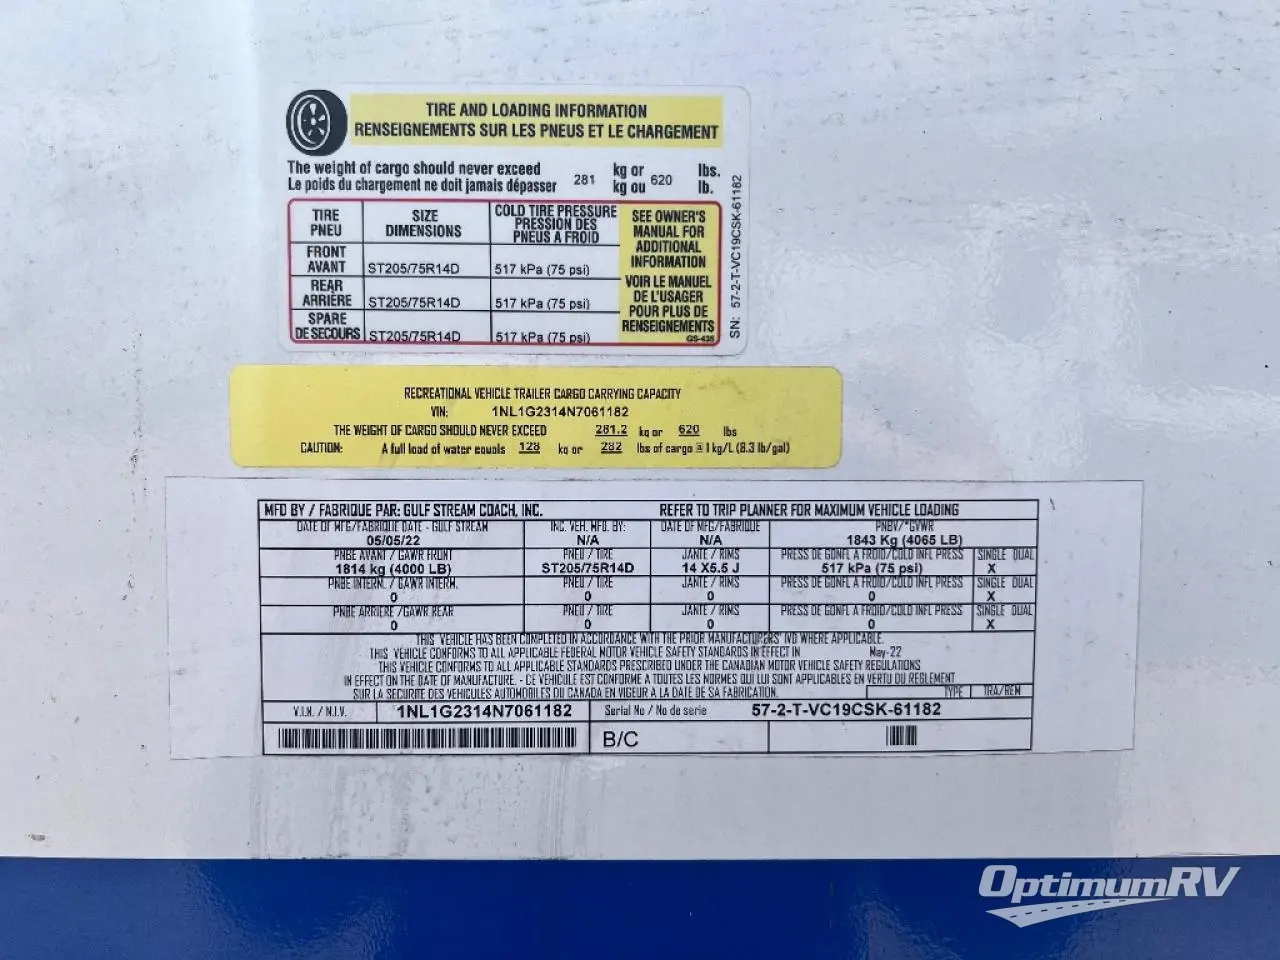 TIRE AND LOADING INFORMATION
RENSEIGNEMENTS SUR LES PNEUS ET LE CHARGEMENT
The weight of cargo should never exceed 281 kg or 620 lbs.
Le poids du chargement ne doit jamais dépasser kg ou lb.
TIRE PNEU SIZE DIMENSIONS COLD TIRE PRESSURE PRESSION DES PNEUS A FROID
FRONT AVANT ST205/75R14D 517 kPa (75 psi)
REAR ARRIÈRE ST205/75R14D 517 kPa (75 psi)
SPARE DE SECOURS ST205/75R14D 517 kPa (75 psi)
SEE OWNER'S
MANUAL FOR
ADDITIONAL
INFORMATION
VOIR LE MANUEL
DE L'USAGER
POUR PLUS DE
RENSEIGNEMENTS
GS-435
SN: 57-2-T-VC19CSK-61182
RECREATIONAL VEHICLE TRAILER CARGO CARRYING CAPACITY
VIN: 1NL1G2314N7061182
THE WEIGHT OF CARGO SHOULD NEVER EXCEED 281.2 kg or 620 lbs
CAUTION: A full load of water equals 128 kg or 282 lbs of cargo @ 1 kg/L (8.3 lb/gal)
MFD BY / FABRIQUE PAR: GULF STREAM COACH, INC. REFER TO TRIP PLANNER FOR MAXIMUM VEHICLE LOADING
DATE OF MFG/FABRIQUE DATE - GULF STREAM INC. VEH. MFD. BY: DATE OF MFG/FABRIQUE PNBV/*GVWR
05/05/22 N/A N/A 1843 Kg (4065 LB)
PNBE AVANT / GAWR FRONT PNEU / TIRE JANTE / RIMS PRESS DE GONFL A FROID/COLD INFL PRESS SINGLE DUAL
1814 kg (4000 LB) ST205/75R14D 14 X5.5 J 517 kPa (75 psi) X
PNBE INTERM. / GAWR INTERM. PNEU / TIRE JANTE / RIMS PRESS DE GONFL A FROID/COLD INFL PRESS SINGLE DUAL
0 0 0 0 X
PNBE ARRIERE /GAWR REAR PNEU / TIRE JANTE / RIMS PRESS DE GONFL A FROID/COLD INFL PRESS SINGLE DUAL
0 0 0 0 X
THIS VEHICLE HAS BEEN COMPLETED IN ACCORDANCE WITH THE PRIOR MANUFACTURERS' IVD WHERE APPLICABLE.
THIS VEHICLE CONFORMS TO ALL APPLICABLE FEDERAL MOTOR VEHICLE SAFETY STANDARDS IN EFFECT IN May-22
THIS VEHICLE CONFORMS TO ALL APPLICABLE STANDARDS PRESCRIBED UNDER THE CANADIAN MOTOR VEHICLE SAFETY REGULATIONS
IN EFFECT ON THE DATE OF MANUFACTURE. - CE VEHICULE EST CONFORME A TOUTES LES NORMES QUI LUI SONT APPLICABLES EN VERTU DU REGLEMENT
SUR LA SECURITE DES VEHICULES AUTOMOBILES DU CANADA EN VIGEUR A LA DATE DE SA FABRICATION. TYPE TRA/REM
V.I.N. / N.I.V. 1NL1G2314N7061182 Serial No / No de serie 57-2-T-VC19CSK-61182
B/C
OptimumRV